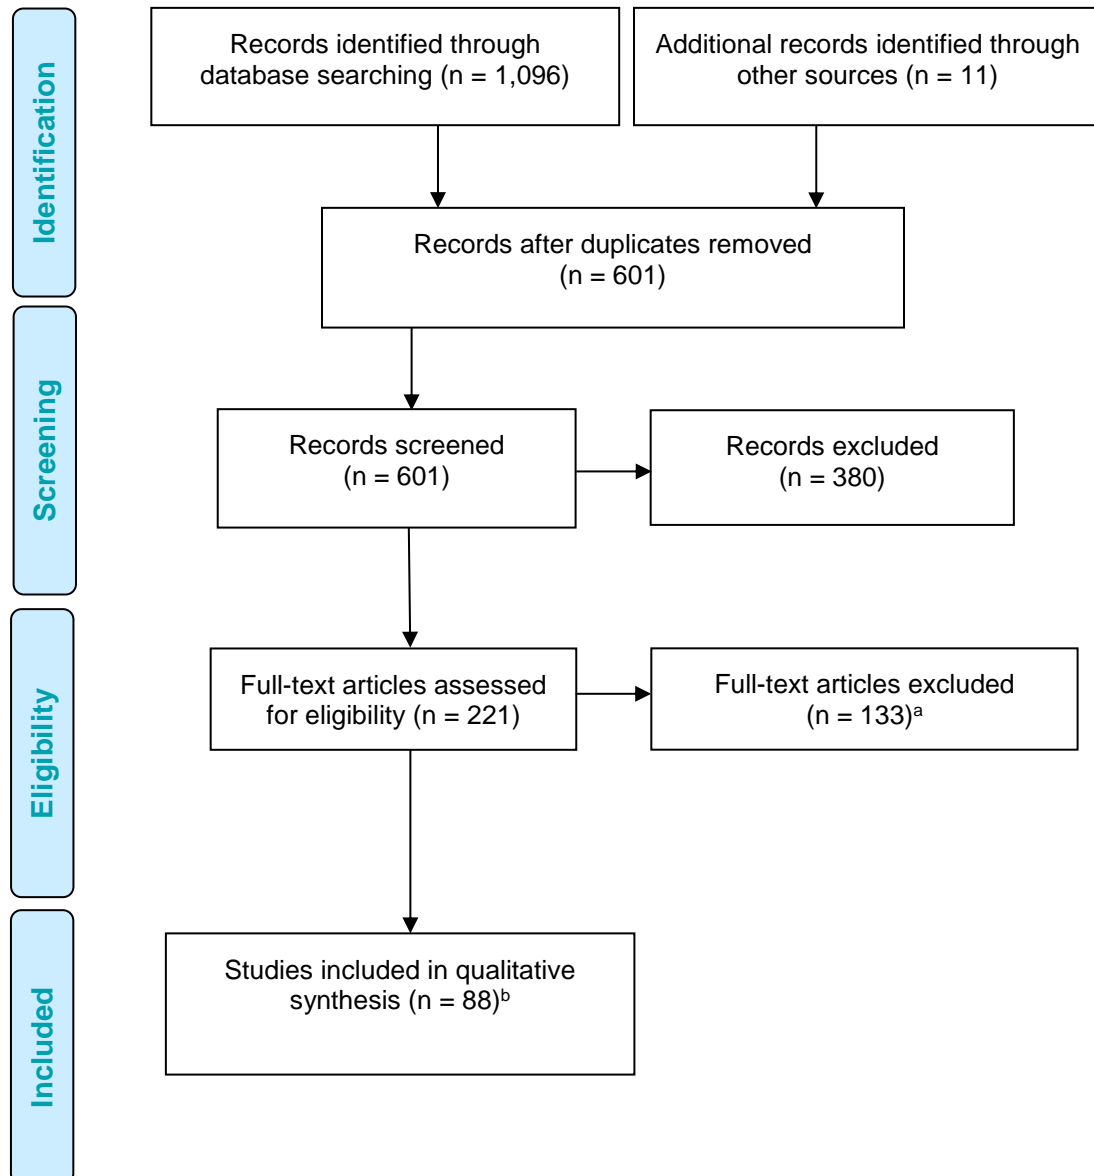 Identification
Records identified through
database searching (n = 1,096)
Additional records identified through
other sources (n = 11)
Records after duplicates removed
(n = 601)
Screening
Records screened
(n = 601)
Records excluded
(n = 380)
Eligibility
Full-text articles assessed
for eligibility (n = 221)
Full-text articles excluded
(n = 133)ᵃ
Included
Studies included in qualitative
synthesis (n = 88)ᵇ